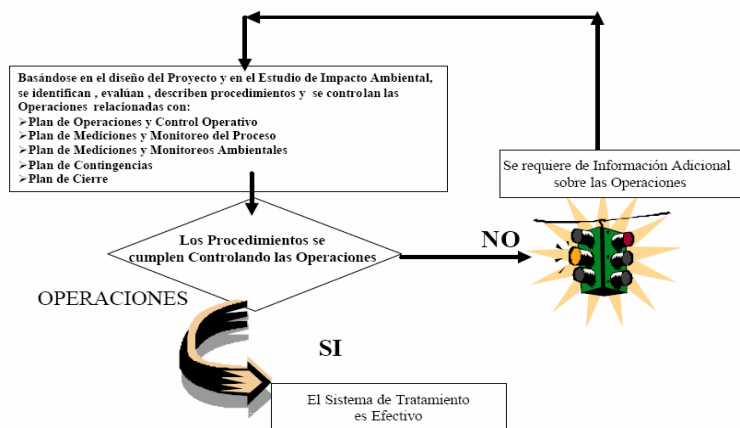 Basándose en el diseño del Proyecto y en el Estudio de Impacto Ambiental,
se identifican , evalúan , describen procedimientos y se controlan las
Operaciones relacionadas con:
➢Plan de Operaciones y Control Operativo
➢Plan de Mediciones y Monitoreo del Proceso
➢Plan de Mediciones y Monitoreos Ambientales
➢Plan de Contingencias
➢Plan de Cierre
Se requiere de Información Adicional
sobre las Operaciones
Los Procedimientos se
cumplen Controlando las Operaciones
NO
OPERACIONES
SI
El Sistema de Tratamiento
es Efectivo